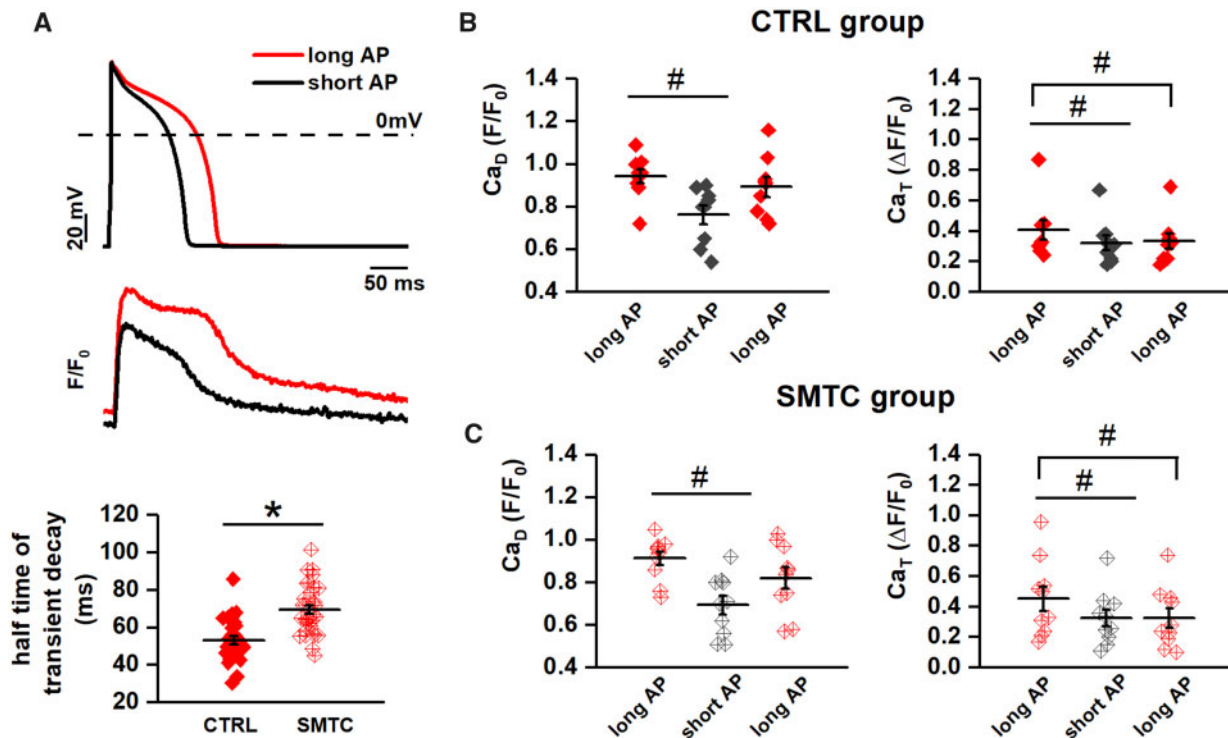 A
long AP
short AP
0mV
20 mV
50 ms
F/F0
half time of
transient decay
(ms)
120
100
80
60
40
20
CTRL
SMTC
*
B
CTRL group
CaD (F/F0)
1.4
1.2
1.0
0.8
0.6
0.4
#
long AP
short AP
long AP
CaT (ΔF/F0)
1.4
1.2
1.0
0.8
0.6
0.4
0.2
0.0
#
#
long AP
short AP
long AP
SMTC group
C
CaD (F/F0)
1.4
1.2
1.0
0.8
0.6
0.4
#
long AP
short AP
long AP
CaT (ΔF/F0)
1.4
1.2
1.0
0.8
0.6
0.4
0.2
0.0
#
#
long AP
short AP
long AP